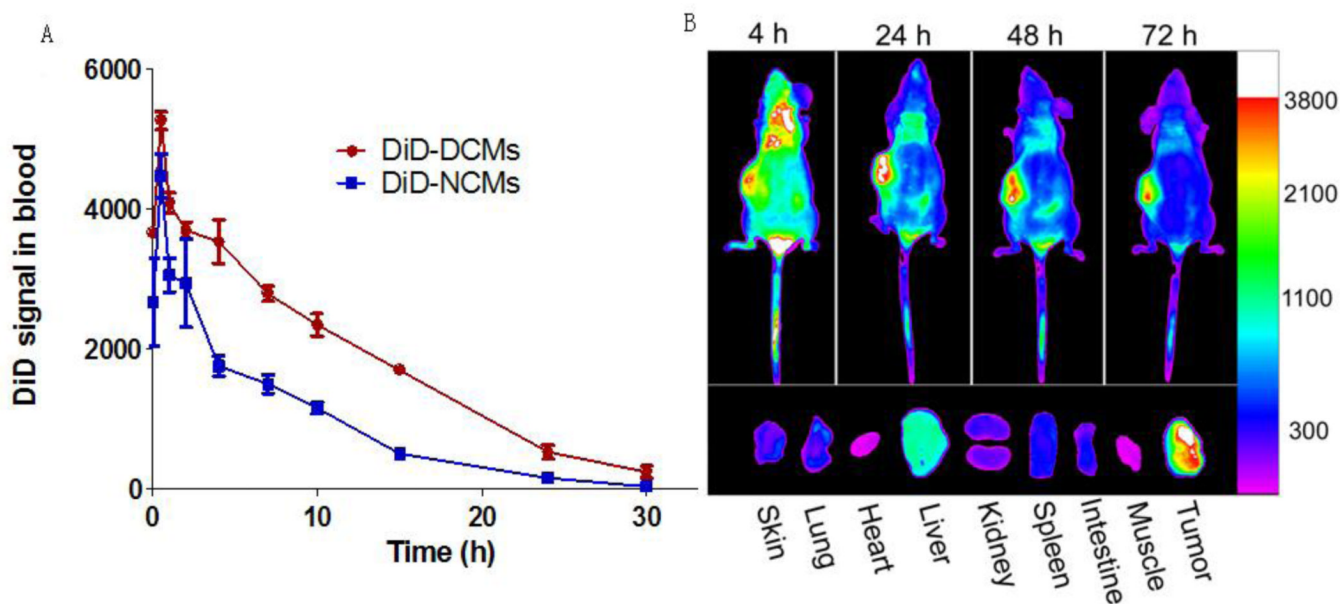 A
6000
4000
2000
0
DiD signal in blood
DiD-DCMs
DiD-NCMs
0
10
20
30
Time (h)
B
4 h
24 h
48 h
72 h
3800
2100
1100
300
Skin
Lung
Heart
Liver
Kidney
Spleen
Intestine
Muscle
Tumor